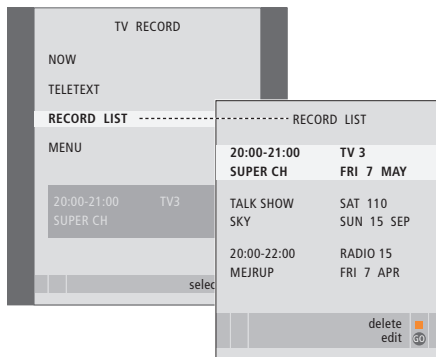 TV RECORD
NOW
TELETEXT
RECORD LIST
MENU
20:00-21:00 TV3
SUPER CH
selec
RECORD LIST
20:00-21:00 TV 3
SUPER CH FRI 7 MAY
TALK SHOW SAT 110
SKY SUN 15 SEP
20:00-22:00 RADIO 15
MEJRUP FRI 7 APR
delete
edit GO